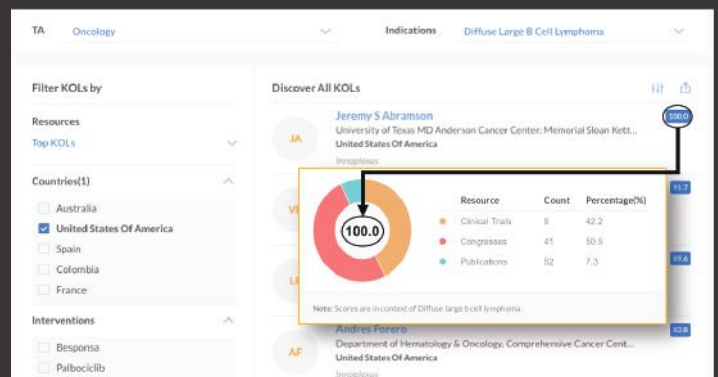 TA Oncology Indications Diffuse Large B Cell Lymphoma
Filter KOLs by
Resources
Top KOLs
Countries(1)
Australia
United States Of America
Spain
Colombia
France
Interventions
Besponsa
Palbociclib
Discover All KOLs
JA
Jeremy S Abramson
100.0
University of Texas MD Anderson Cancer Center, Memorial Sloan Kett...
United States Of America
Innoplexus
91.7
89.6
100.0
Resource Count Percentage(%)
Clinical Trials 8 42.2
Congresses 41 50.5
Publications 52 7.3
Note: Scores are in context of Diffuse large b cell lymphoma.
AF
Andres Forero
Department of Hematology & Oncology, Comprehensive Cancer Cent...
United States Of America
Innoplexus